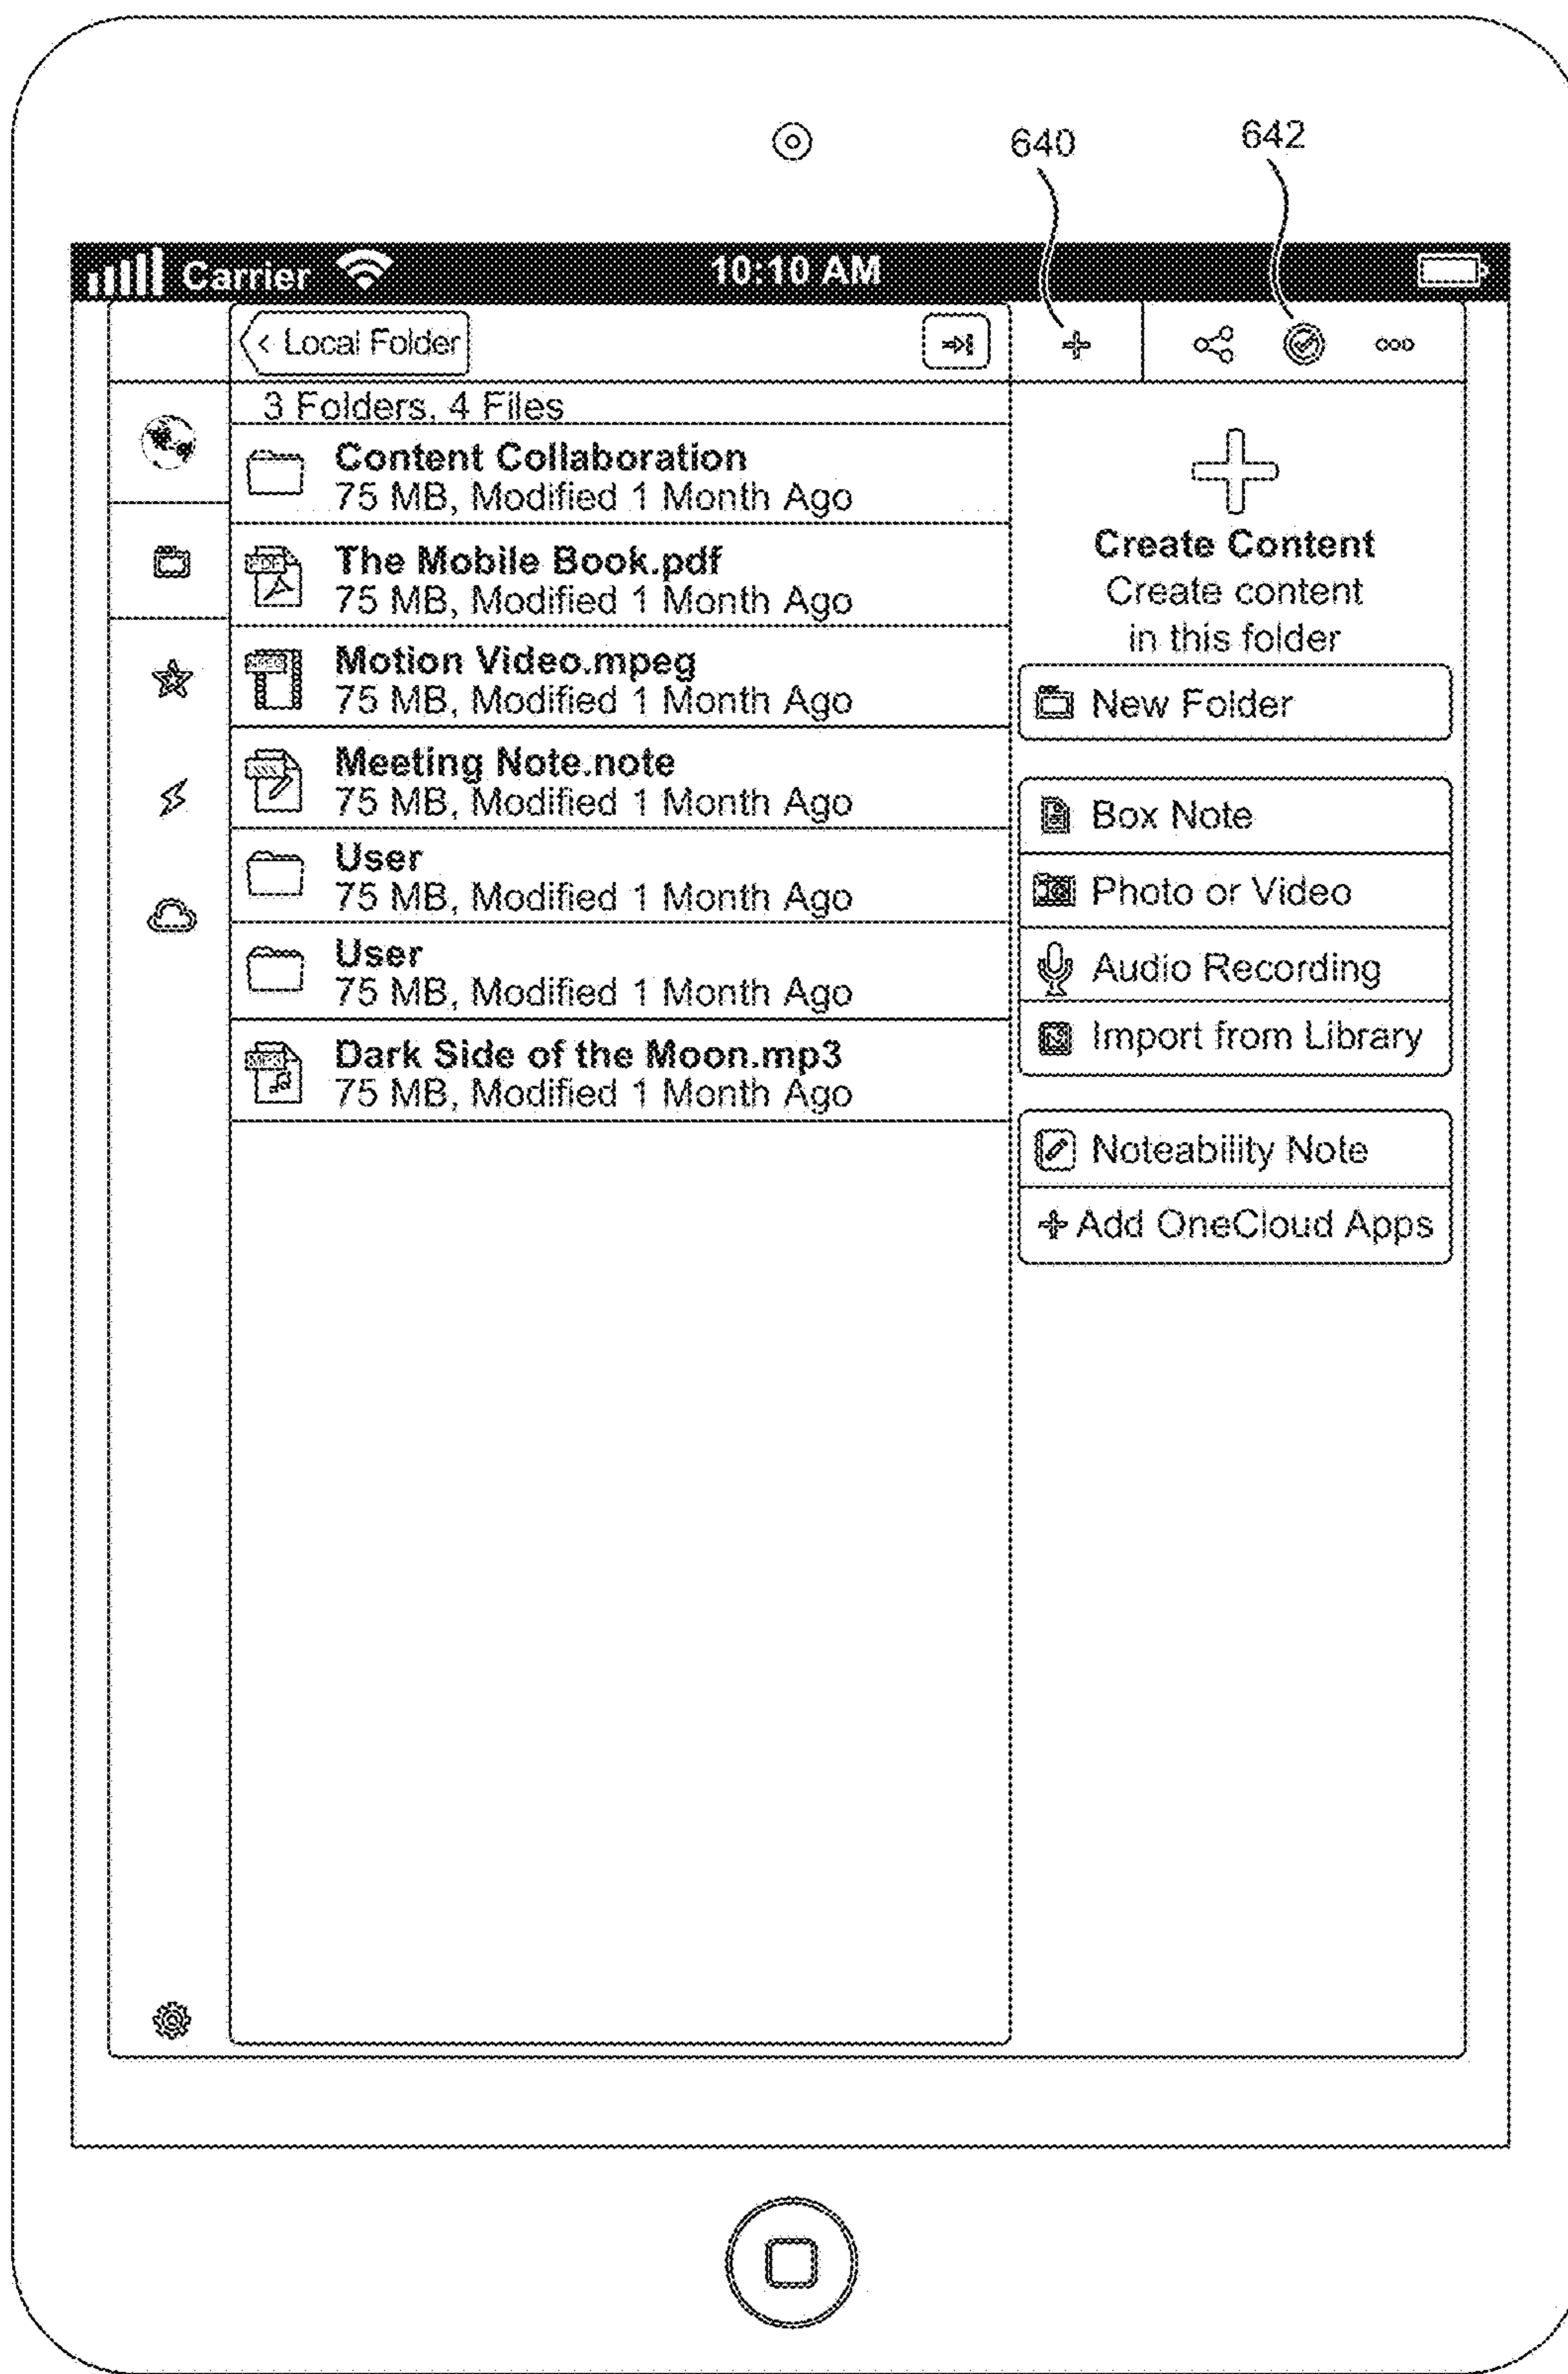 640
642
Carrier
10:10 AM
< Local Folder
3 Folders, 4 Files
Content Collaboration
75 MB, Modified 1 Month Ago
The Mobile Book.pdf
75 MB, Modified 1 Month Ago
Motion Video.mpeg
75 MB, Modified 1 Month Ago
Meeting Note.note
75 MB, Modified 1 Month Ago
User
75 MB, Modified 1 Month Ago
User
75 MB, Modified 1 Month Ago
Dark Side of the Moon.mp3
75 MB, Modified 1 Month Ago
Create Content
Create content
in this folder
New Folder
Box Note
Photo or Video
Audio Recording
Import from Library
Noteability Note
Add OneCloud Apps